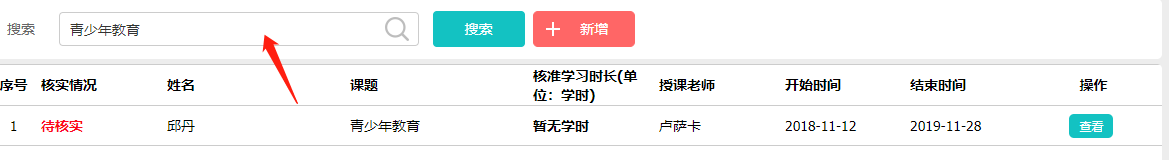 搜索 青少年教育 搜索 新增
序号 核实情况 姓名 课题 核准学习时长(单位：学时) 授课老师 开始时间 结束时间 操作
1 待核实 邱丹 青少年教育 暂无学时 卢萨卡 2018-11-12 2019-11-28 查看